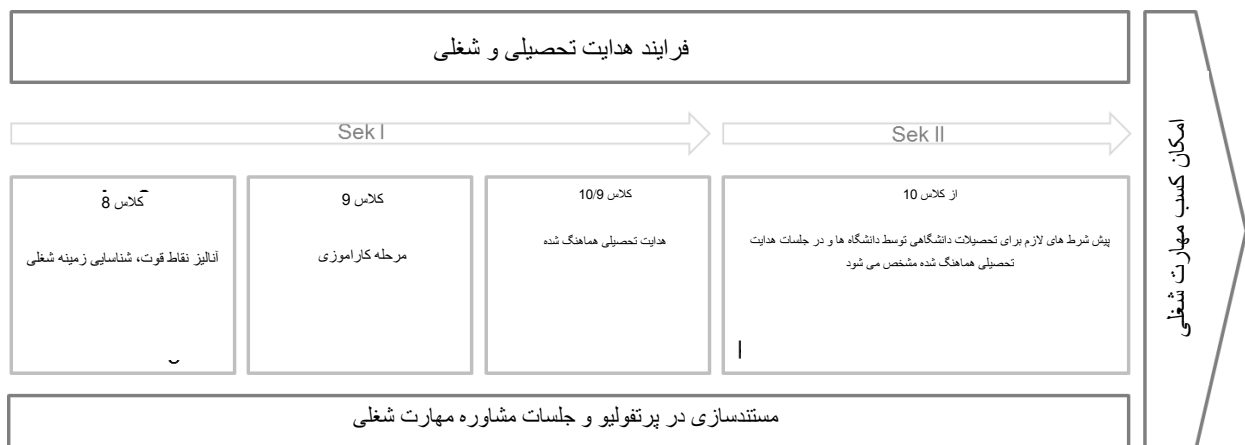 فرایند هدایت تحصیلی و شغلی
Sek I
Sek II
کلاس 8
آنالیز نقاط قوت، شناسایی زمینه شغلی
کلاس 9
مرحله کاراموزی
کلاس 10/9
هدایت تحصیلی هماهنگ شده
از کلاس 10
پیش شرط های لازم برای تحصیلات دانشگاهی توسط دانشگاه ها و در جلسات هدایت
تحصیلی هماهنگ شده مشخص می شود
مستندسازی در پرتفولیو و جلسات مشاوره مهارت شغلی
امکان کسب مهارت شغلی